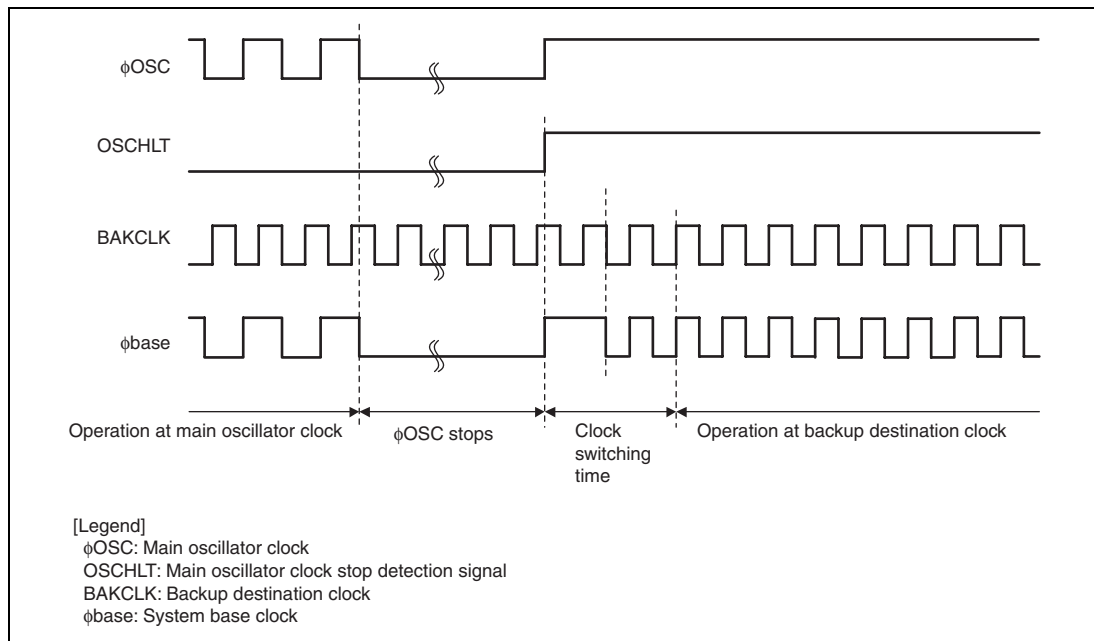 ϕOSC
OSCHLT
BAKCLK
ϕbase
Operation at main oscillator clock
ϕOSC stops
Clock
switching
time
Operation at backup destination clock
[Legend]
ϕOSC: Main oscillator clock
OSCHLT: Main oscillator clock stop detection signal
BAKCLK: Backup destination clock
ϕbase: System base clock